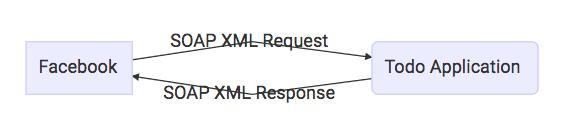 SOAP XML Request
Facebook
Todo Application
SOAP XML Response